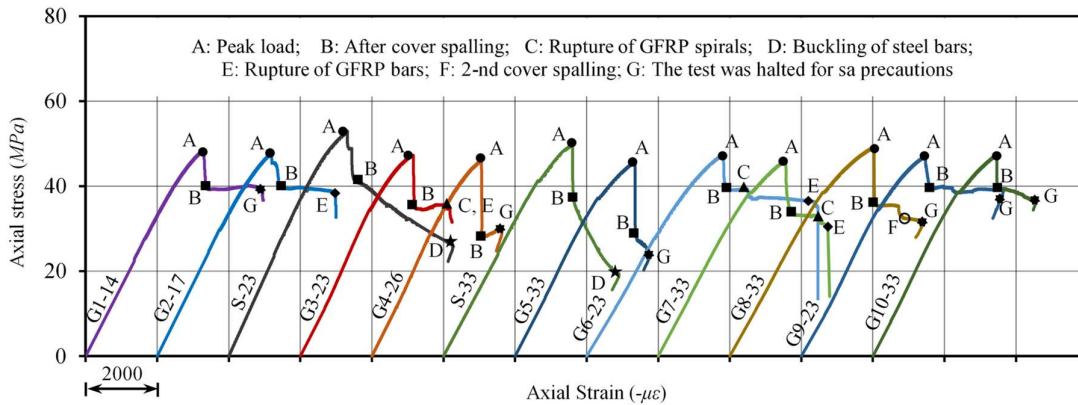 80
A: Peak load; B: After cover spalling; C: Rupture of GFRP spirals; D: Buckling of steel bars;
E: Rupture of GFRP bars; F: 2-nd cover spalling; G: The test was halted for sa precautions
60
40
20
0
Axial stress (MPa)
A B G
A B E
A B D
A B C, E
A B G
A B D
A B G
A B C E
A B C E
A B F G
A B G
A B G
G1-14
G2-17
S-23
G3-23
G4-26
S-33
G5-33
G6-23
G7-33
G8-33
G9-23
G10-33
2000
Axial Strain (-με)